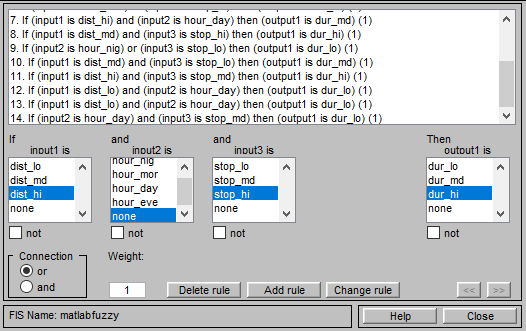 7. If (input1 is dist_hi) and (input2 is hour_day) then (output1 is dur_md) (1)
8. If (input1 is dist_md) and (input3 is stop_hi) then (output1 is dur_hi) (1)
9. If (input2 is hour_nig) or (input3 is stop_lo) then (output1 is dur_lo) (1)
10. If (input1 is dist_md) and (input3 is stop_lo) then (output1 is dur_md) (1)
11. If (input1 is dist_hi) and (input3 is stop_md) then (output1 is dur_hi) (1)
12. If (input1 is dist_lo) and (input2 is hour_day) then (output1 is dur_lo) (1)
13. If (input1 is dist_lo) and (input2 is hour_day) then (output1 is dur_lo) (1)
14. If (input2 is hour_day) and (input3 is stop_md) then (output1 is dur_lo) (1)
If and and Then
input1 is input2 is input3 is output1 is
dist_lo hour_nig stop_lo dur_lo
dist_md hour_mor stop_md dur_md
dist_hi hour_day stop_hi dur_hi
none hour_eve none none
none
not not not not
Connection Weight:
or
and 1 Delete rule Add rule Change rule << >>
FIS Name: matlabfuzzy Help Close